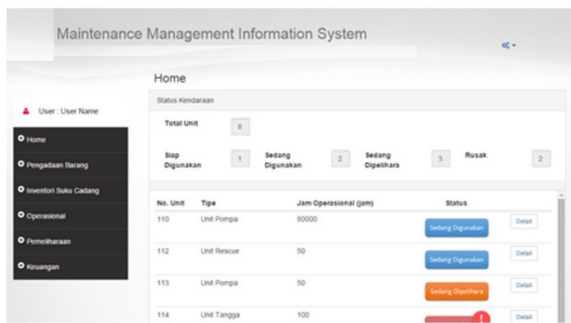 Maintenance Management Information System
Home
User : User Name
Status Kendaraan
Total Unit 8
Siap Digunakan 1 Sedang Digunakan 2 Sedang Dipelihara 3 Rusak 2
Home
Pengadaan Barang
Inventori Suku Cadang
Operasional
Pemeliharaan
Keuangan
No. Unit Tipe Jam Operasional (jam) Status
110 Unit Pompa 60000 Sedang Digunakan Detail
112 Unit Rescue 50 Sedang Digunakan Detail
113 Unit Pompa 50 Sedang Dipelihara Detail
114 Unit Tangga 100 ! Detail